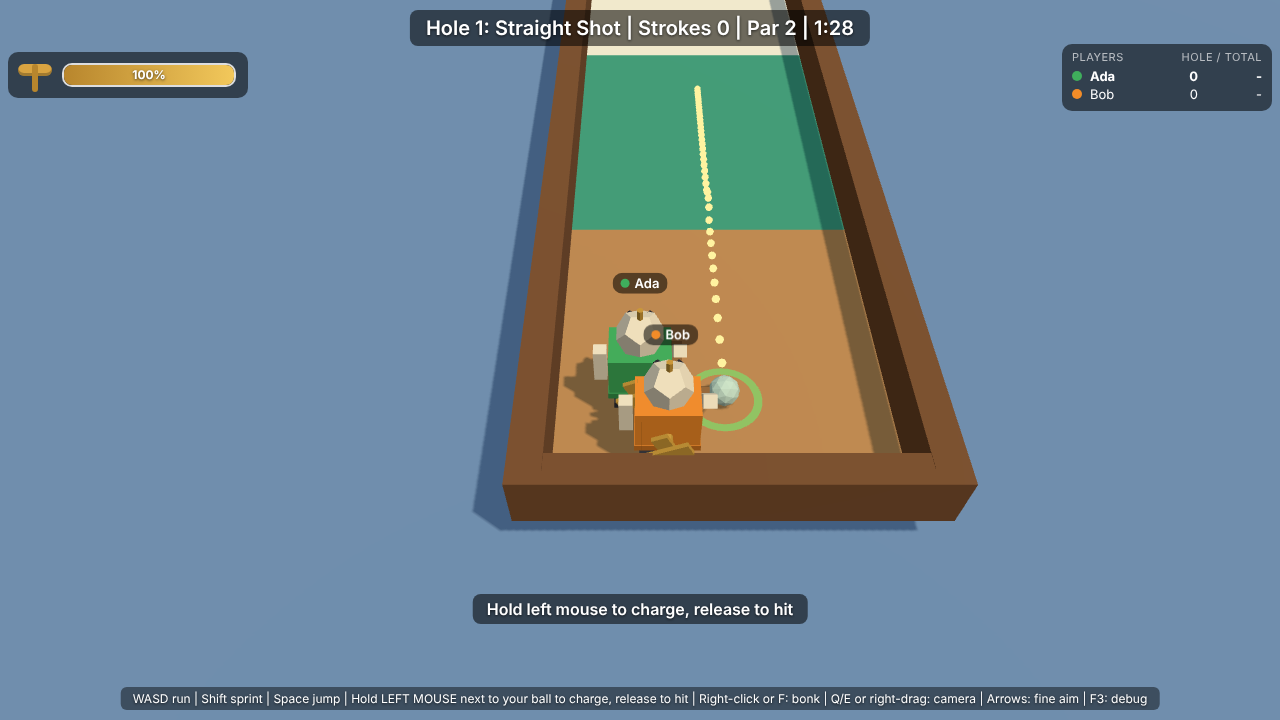 Hole 1: Straight Shot | Strokes 0 | Par 2 | 1:28
100%
PLAYERS HOLE / TOTAL
Ada 0 -
Bob 0 -
Ada
Bob
Hold left mouse to charge, release to hit
WASD run | Shift sprint | Space jump | Hold LEFT MOUSE next to your ball to charge, release to hit | Right-click or F: bonk | Q/E or right-drag: camera | Arrows: fine aim | F3: debug